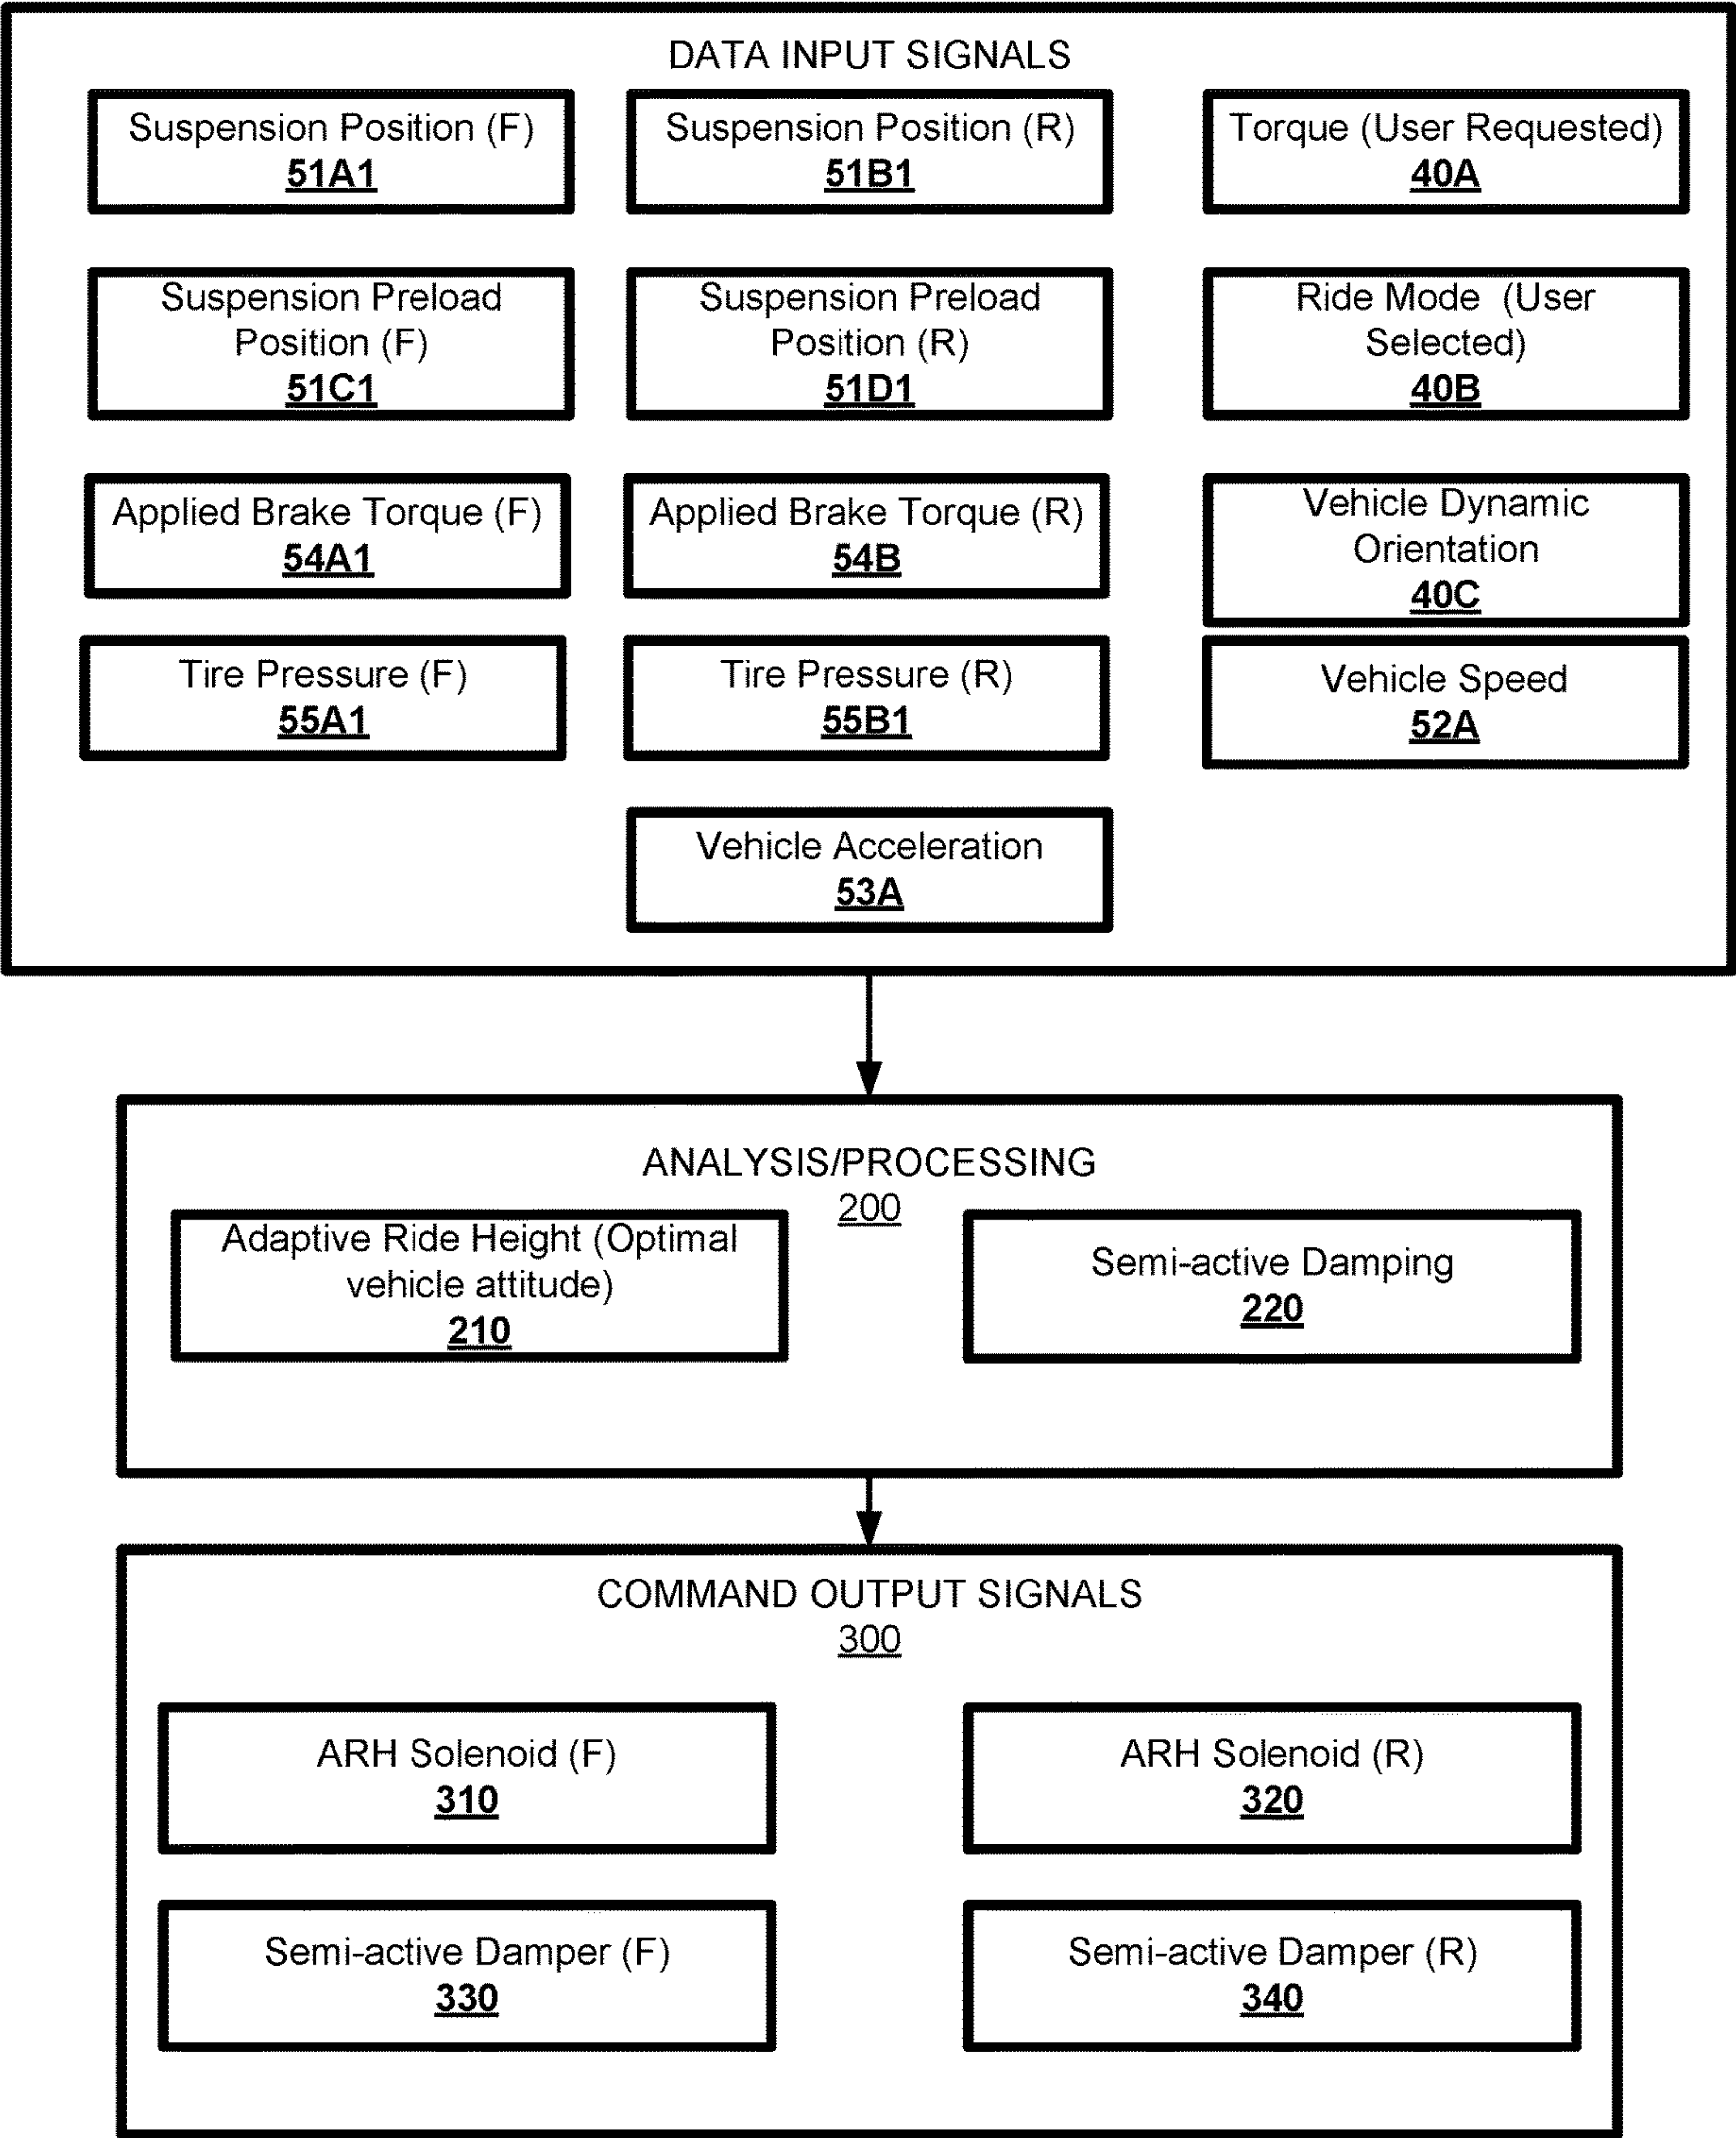 DATA INPUT SIGNALS
Suspension Position (F)
51A1
Suspension Position (R)
51B1
Torque (User Requested)
40A
Suspension Preload
Position (F)
51C1
Suspension Preload
Position (R)
51D1
Ride Mode (User
Selected)
40B
Applied Brake Torque (F)
54A1
Applied Brake Torque (R)
54B
Vehicle Dynamic
Orientation
40C
Tire Pressure (F)
55A1
Tire Pressure (R)
55B1
Vehicle Speed
52A
Vehicle Acceleration
53A
ANALYSIS/PROCESSING
200
Adaptive Ride Height (Optimal
vehicle attitude)
210
Semi-active Damping
220
COMMAND OUTPUT SIGNALS
300
ARH Solenoid (F)
310
ARH Solenoid (R)
320
Semi-active Damper (F)
330
Semi-active Damper (R)
340